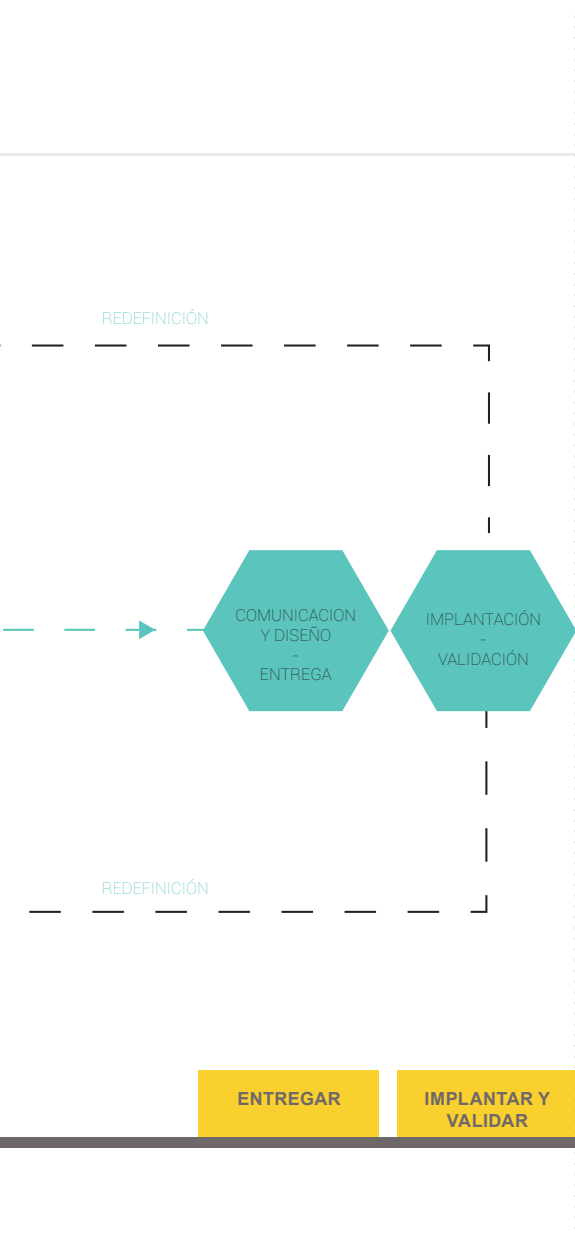 REDEFINICIÓN
COMUNICACION
Y DISEÑO
-
ENTREGA
IMPLANTACIÓN
-
VALIDACIÓN
REDEFINICIÓN
ENTREGAR
IMPLANTAR Y
VALIDAR